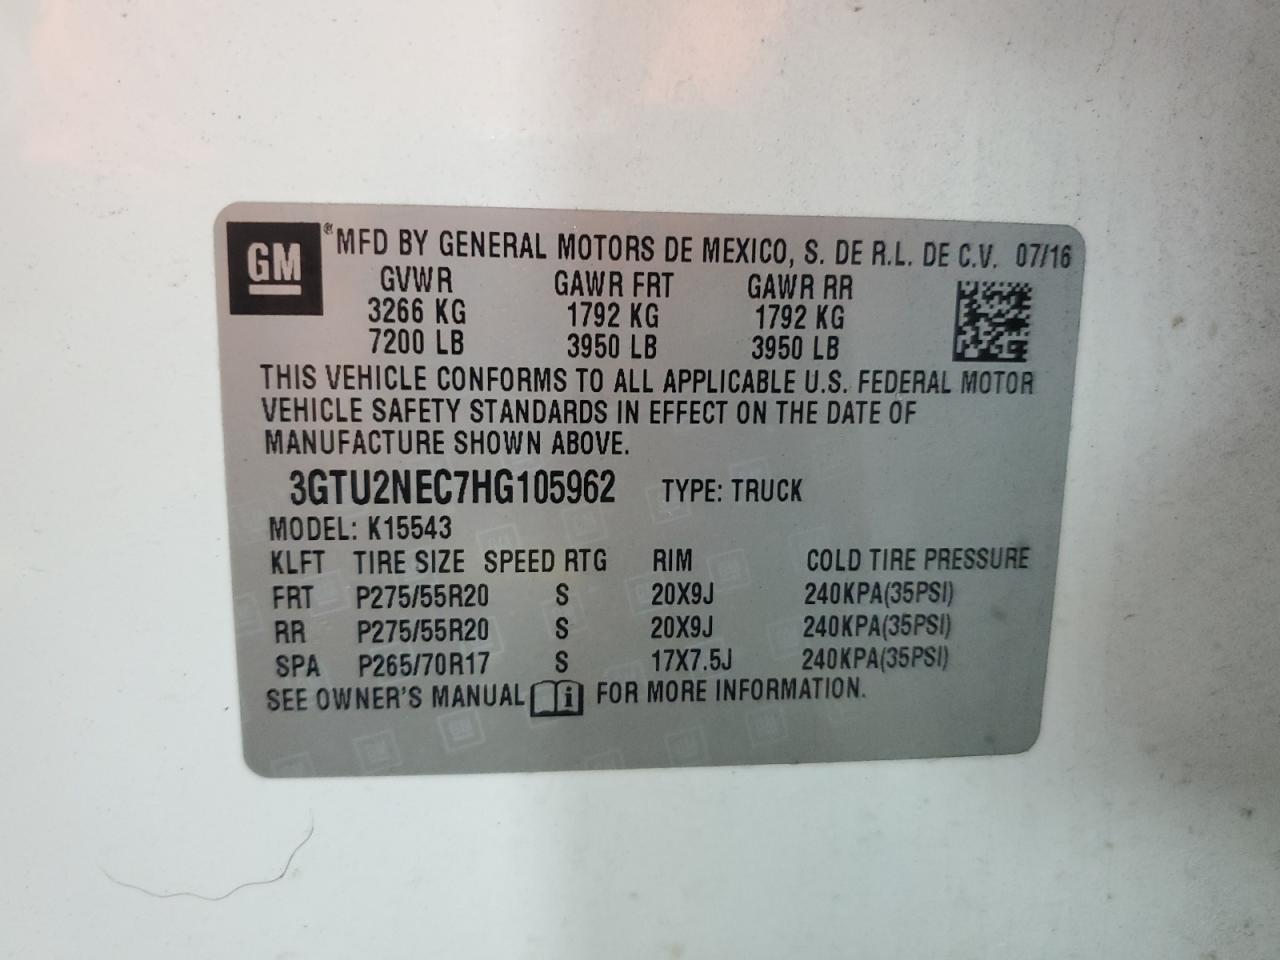 GM® MFD BY GENERAL MOTORS DE MEXICO, S. DE R.L. DE C.V. 07/16
GVWR GAWR FRT GAWR RR
3266 KG 1792 KG 1792 KG
7200 LB 3950 LB 3950 LB
THIS VEHICLE CONFORMS TO ALL APPLICABLE U.S. FEDERAL MOTOR
VEHICLE SAFETY STANDARDS IN EFFECT ON THE DATE OF
MANUFACTURE SHOWN ABOVE.
3GTU2NEC7HG105962 TYPE: TRUCK
MODEL: K15543
KLFT TIRE SIZE SPEED RTG RIM COLD TIRE PRESSURE
FRT P275/55R20 S 20X9J 240KPA(35PSI)
RR P275/55R20 S 20X9J 240KPA(35PSI)
SPA P265/70R17 S 17X7.5J 240KPA(35PSI)
SEE OWNER'S MANUAL i FOR MORE INFORMATION.